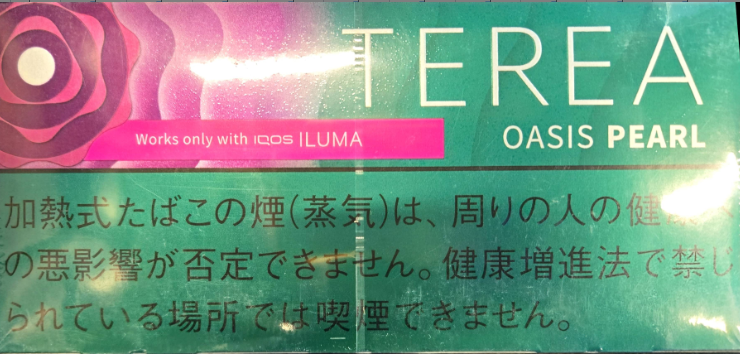 TEREA
Works only with IQOS ILUMA
OASIS PEARL
加熱式たばこの煙(蒸気)は、周りの人の健
の悪影響が否定できません。健康増進法で禁じ
られている場所では喫煙できません。